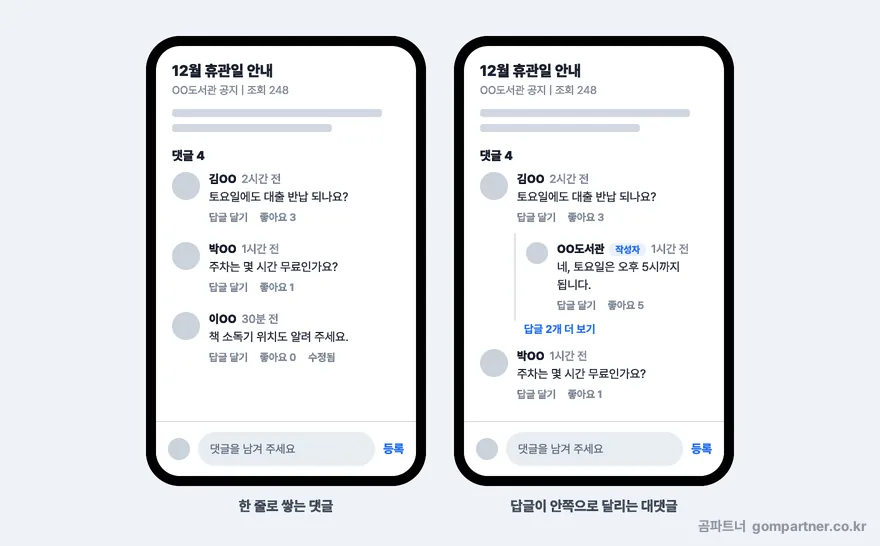 12월 휴관일 안내
OO도서관 공지 | 조회 248
댓글 4
김OO 2시간 전
토요일에도 대출 반납 되나요?
답글 달기 좋아요 3
박OO 1시간 전
주차는 몇 시간 무료인가요?
답글 달기 좋아요 1
이OO 30분 전
책 소독기 위치도 알려 주세요.
답글 달기 좋아요 0 수정됨
댓글을 남겨 주세요 등록
한 줄로 쌓는 댓글
12월 휴관일 안내
OO도서관 공지 | 조회 248
댓글 4
김OO 2시간 전
토요일에도 대출 반납 되나요?
답글 달기 좋아요 3
OO도서관 작성자 1시간 전
네, 토요일은 오후 5시까지
됩니다.
답글 달기 좋아요 5
답글 2개 더 보기
박OO 1시간 전
주차는 몇 시간 무료인가요?
답글 달기 좋아요 1
댓글을 남겨 주세요 등록
답글이 안쪽으로 달리는 대댓글
곰파트너 gompartner.co.kr